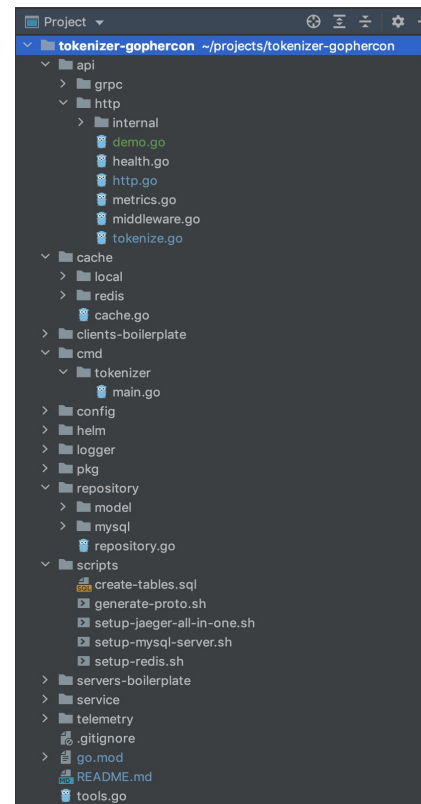 Project
tokenizer-gophercon ~/projects/tokenizer-gophercon
api
grpc
http
internal
demo.go
health.go
http.go
metrics.go
middleware.go
tokenize.go
cache
local
redis
cache.go
clients-boilerplate
cmd
tokenizer
main.go
config
helm
logger
pkg
repository
model
mysql
repository.go
scripts
create-tables.sql
generate-proto.sh
setup-jaeger-all-in-one.sh
setup-mysql-server.sh
setup-redis.sh
servers-boilerplate
service
telemetry
.gitignore
go.mod
README.md
tools.go